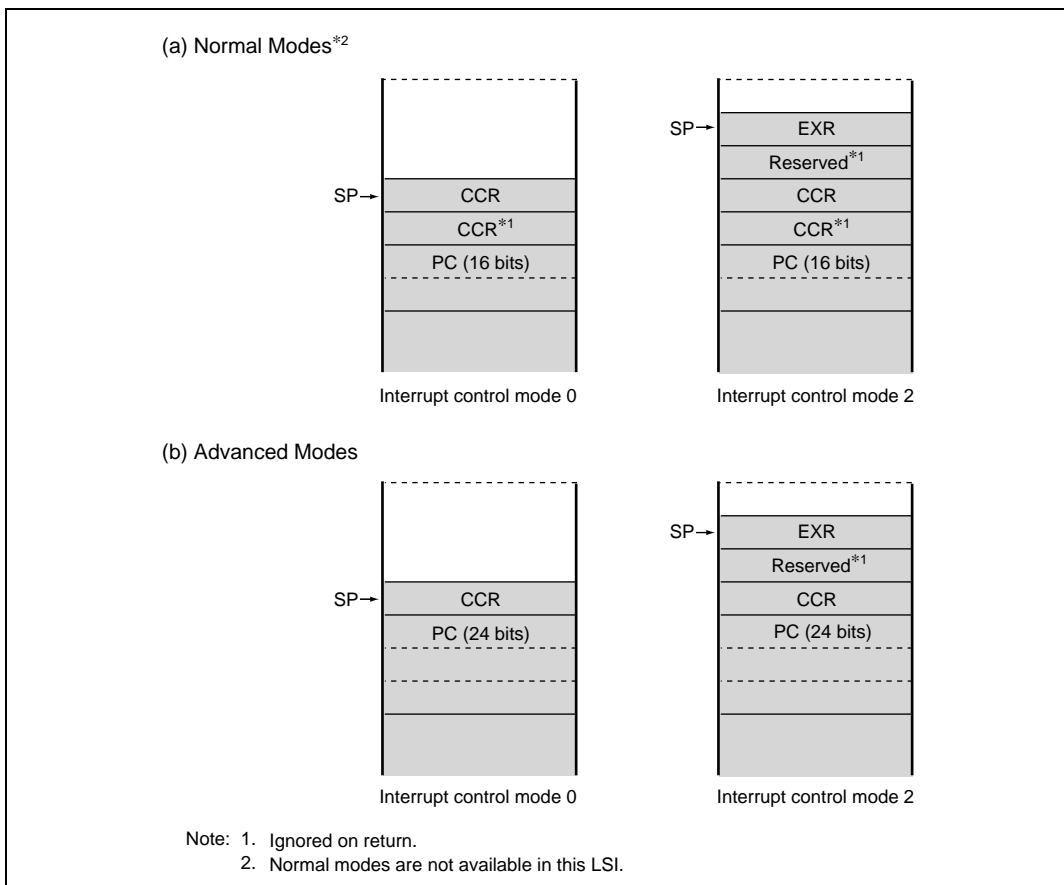 (a) Normal Modes*2
SP
CCR
CCR*1
PC (16 bits)
Interrupt control mode 0
SP
EXR
Reserved*1
CCR
CCR*1
PC (16 bits)
Interrupt control mode 2
(b) Advanced Modes
SP
CCR
PC (24 bits)
Interrupt control mode 0
SP
EXR
Reserved*1
CCR
PC (24 bits)
Interrupt control mode 2
Note: 1. Ignored on return.
2. Normal modes are not available in this LSI.